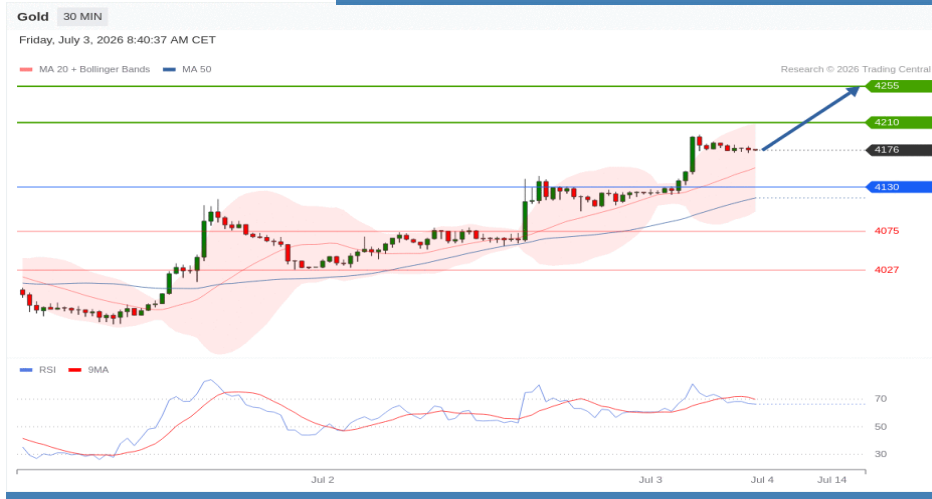 Gold 30 MIN
Friday, July 3, 2026 8:40:37 AM CET
MA 20 + Bollinger Bands MA 50
Research © 2026 Trading Central
4255
4210
4176
4130
4075
4027
RSI 9MA
70
50
30
Jul 2 Jul 3 Jul 4 Jul 14